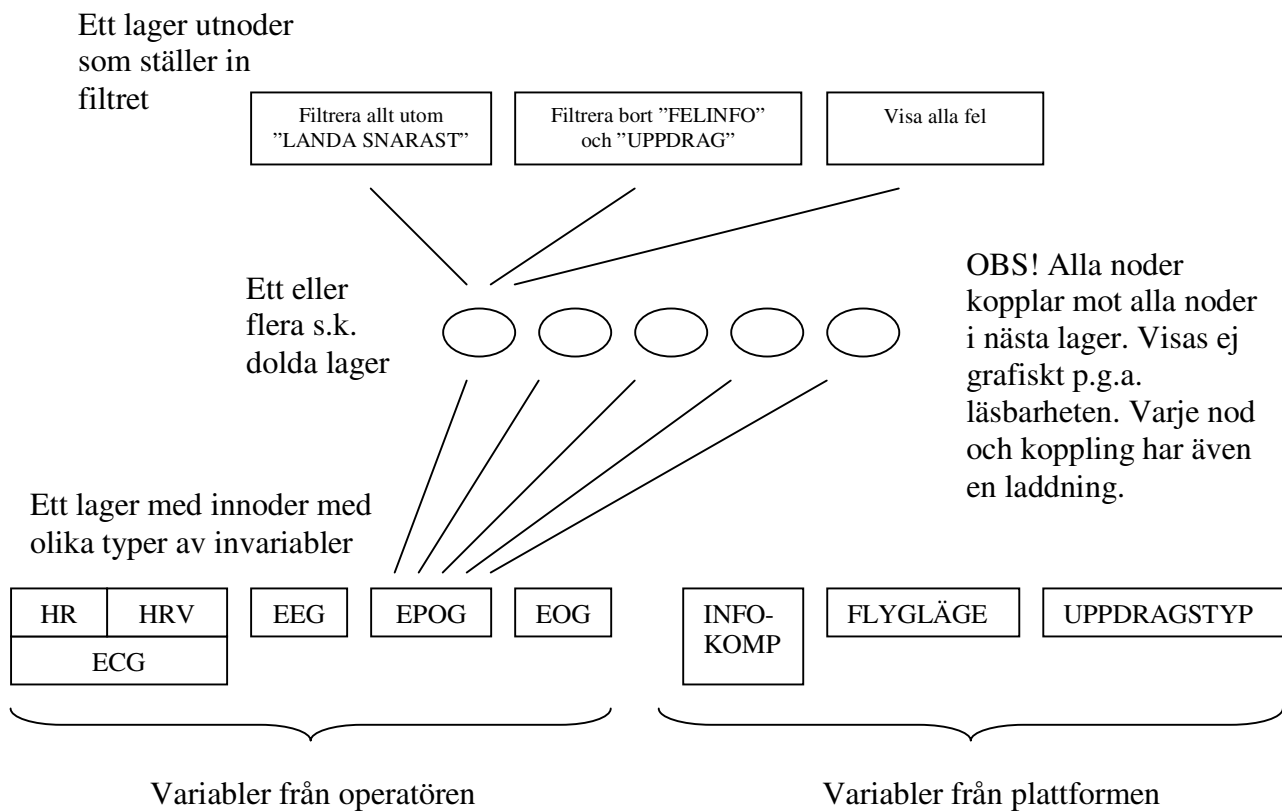 Ett lager utnoder
som ställer in
filtret
Filtrera allt utom
”LANDA SNARAST”
Filtrera bort ”FELINFO”
och ”UPPDRAG”
Visa alla fel
Ett eller
flera s.k.
dolda lager
OBS! Alla noder
kopplar mot alla noder
i nästa lager. Visas ej
grafiskt p.g.a.
läsbarheten. Varje nod
och koppling har även
en laddning.
Ett lager med innoder med
olika typer av invariabler
HR
HRV
ECG
EEG
EPOG
EOG
INFO-
KOMP
FLYGLÄGE
UPPDRAGSTYP
Variabler från operatören
Variabler från plattformen